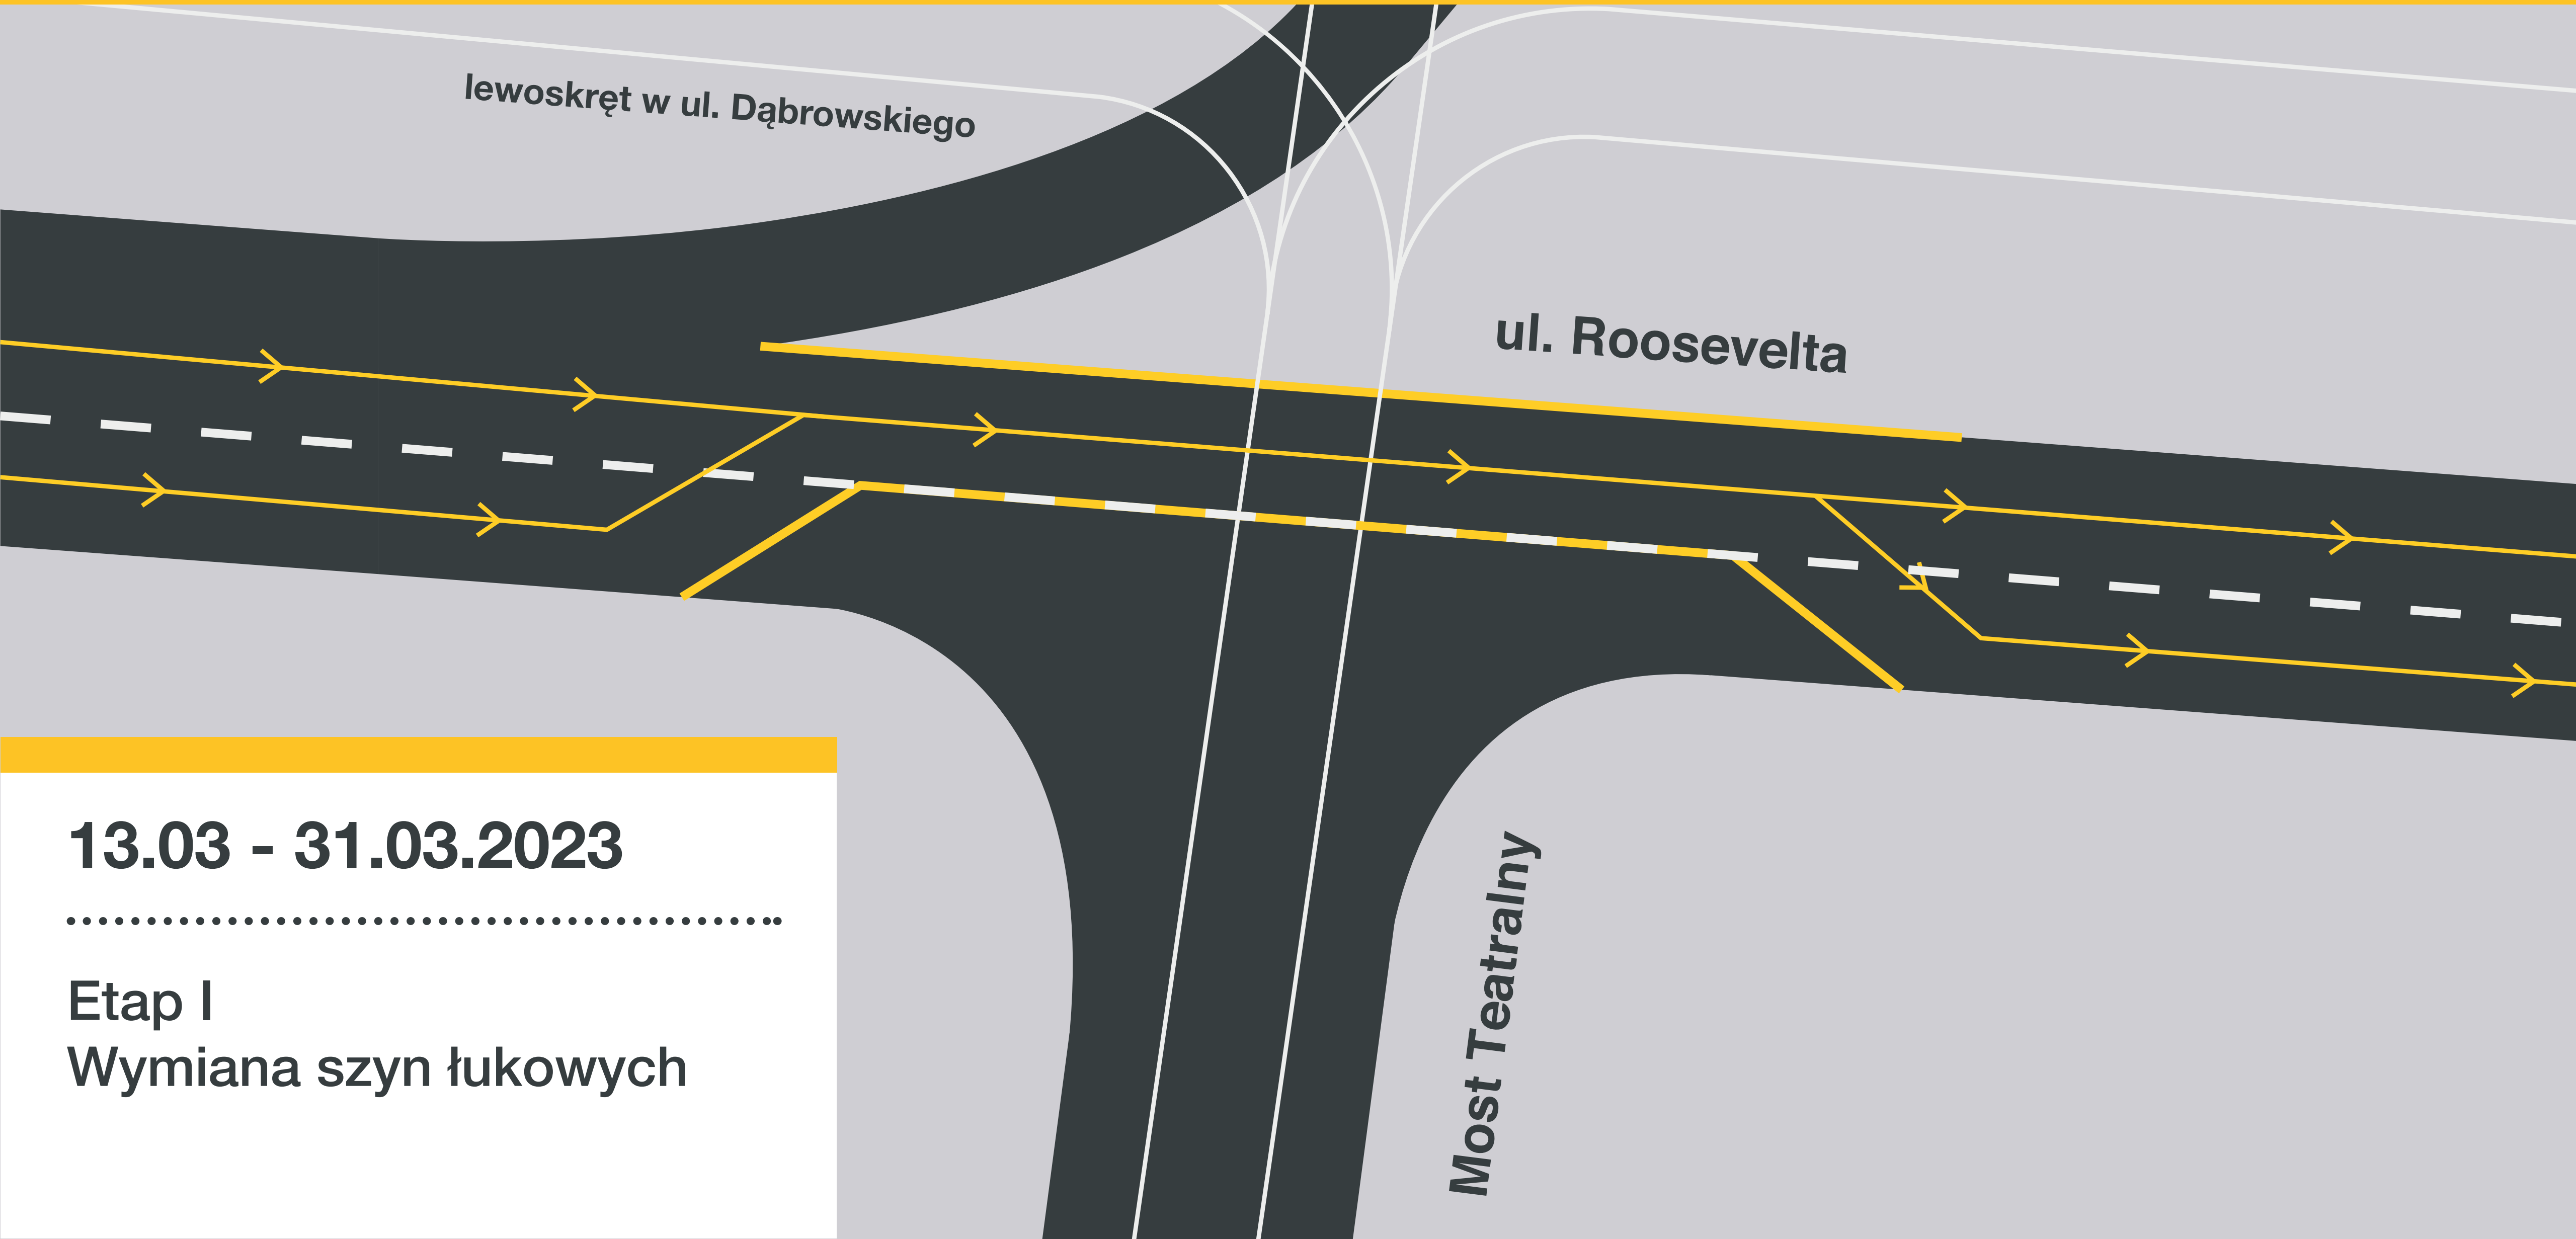 lewoskręt w ul. Dąbrowskiego
ul. Roosevelta
Most Teatralny
13.03 - 31.03.2023
Etap I
Wymiana szyn łukowych